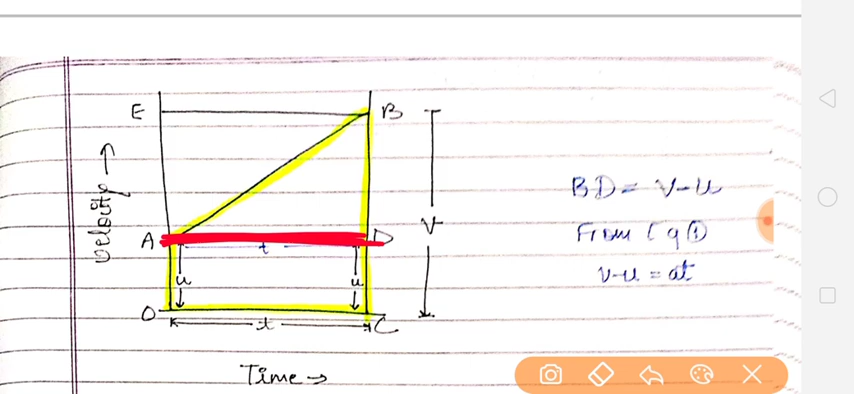 E
B
BD = v-u
velocity →
v
A
t
D
From Eq ①
u
u
v-u = at
O
t
C
Time →